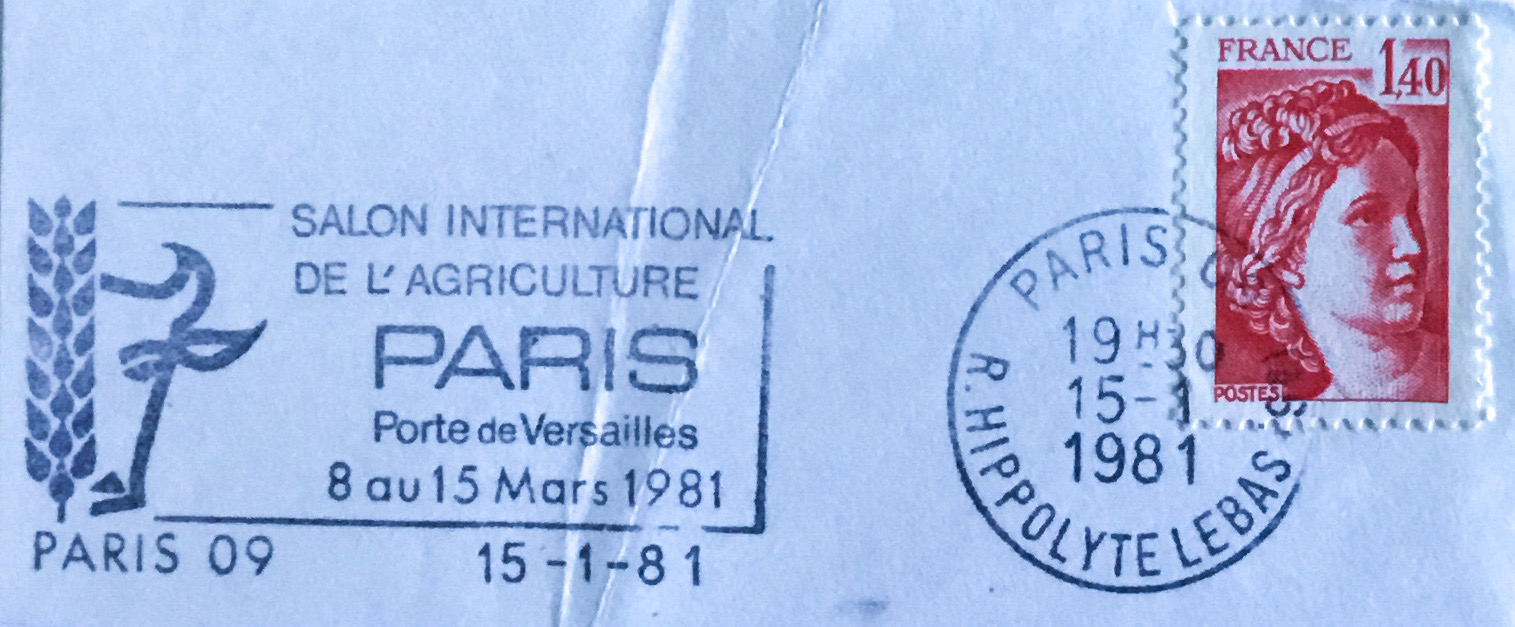 SALON INTERNATIONAL
DE L'AGRICULTURE
PARIS
Porte de Versailles
8 au 15 Mars 1981
PARIS 09
15-1-81
PARIS
19H30
15-1
1981
R. HIPPOLYTE LEBAS
FRANCE
1,40
POSTES